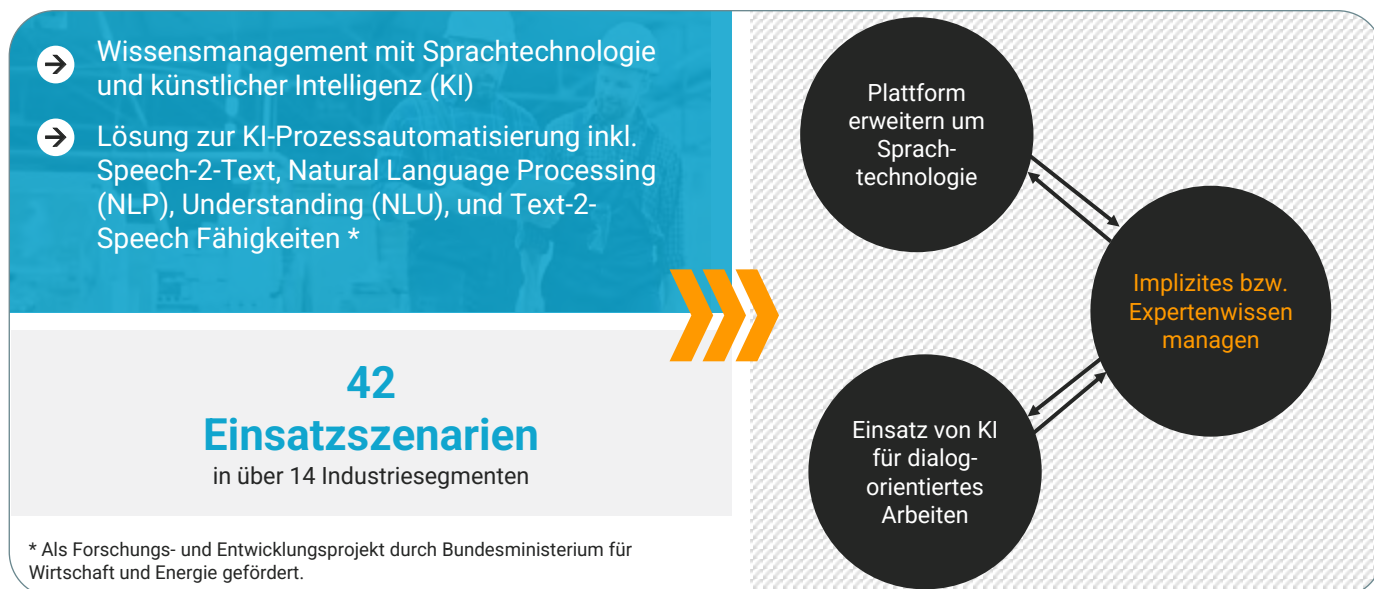 Wissensmanagement mit Sprachtechnologie
und künstlicher Intelligenz (KI)
Lösung zur KI-Prozessautomatisierung inkl.
Speech-2-Text, Natural Language Processing
(NLP), Understanding (NLU), und Text-2-
Speech Fähigkeiten *
42
Einsatzszenarien
in über 14 Industriesegmenten
* Als Forschungs- und Entwicklungsprojekt durch Bundesministerium für
Wirtschaft und Energie gefördert.
Plattform
erweitern um
Sprach-
technologie
Implizites bzw.
Expertenwissen
managen
Einsatz von KI
für dialog-
orientiertes
Arbeiten